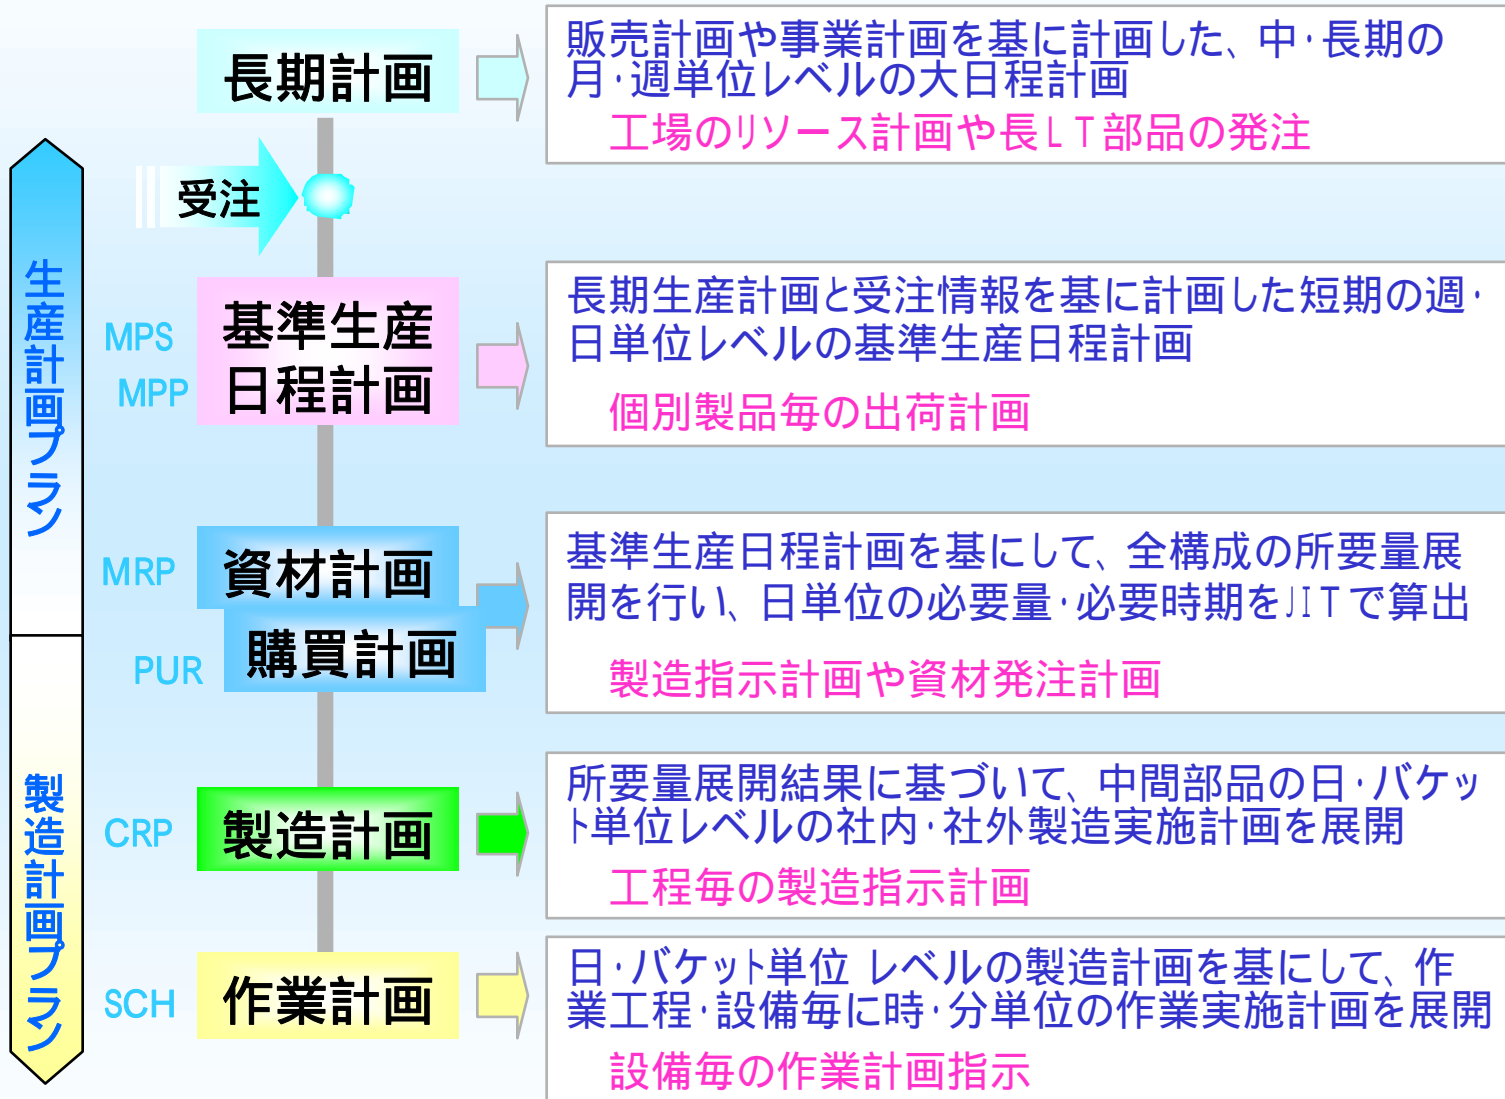 長期計画
販売計画や事業計画を基に計画した、中・長期の
月・週単位レベルの大日程計画
工場のリソース計画や長LT部品の発注
受注
生産計画プラン
MPS
MPP
基準生産
日程計画
長期生産計画と受注情報を基に計画した短期の週・
日単位レベルの基準生産日程計画
個別製品毎の出荷計画
MRP
資材計画
PUR
購買計画
基準生産日程計画を基にして、全構成の所要量展
開を行い、日単位の必要量・必要時期をJITで算出
製造指示計画や資材発注計画
製造計画プラン
CRP
製造計画
所要量展開結果に基づいて、中間部品の日・バケッ
ト単位レベルの社内・社外製造実施計画を展開
工程毎の製造指示計画
SCH
作業計画
日・バケット単位 レベルの製造計画を基にして、作
業工程・設備毎に時・分単位の作業実施計画を展開
設備毎の作業計画指示